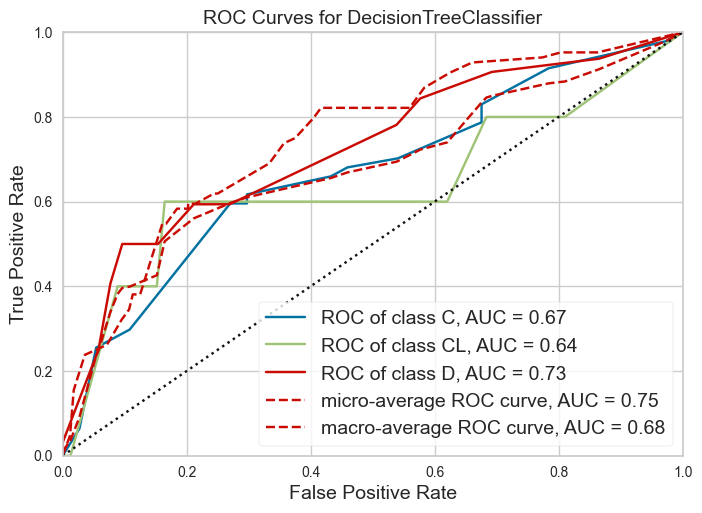 ROC Curves for DecisionTreeClassifier
1.0
0.8
0.6
0.4
0.2
0.0
True Positive Rate
ROC of class C, AUC = 0.67
ROC of class CL, AUC = 0.64
ROC of class D, AUC = 0.73
micro-average ROC curve, AUC = 0.75
macro-average ROC curve, AUC = 0.68
0.0 0.2 0.4 0.6 0.8 1.0
False Positive Rate